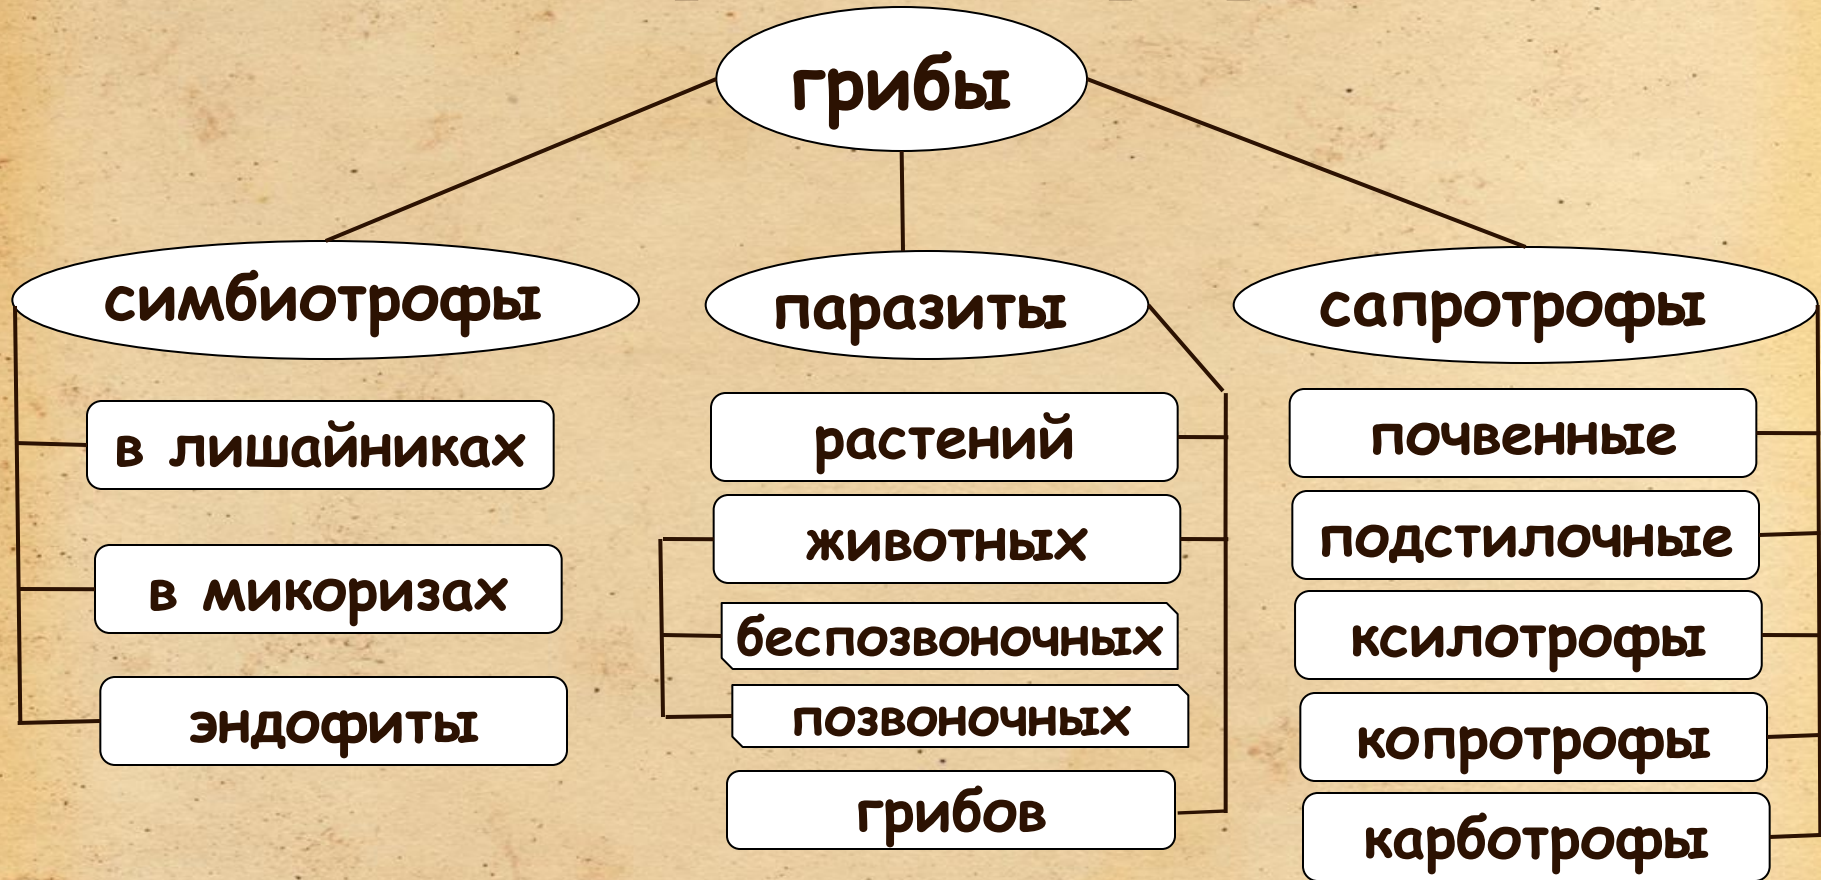 грибы
симбиотрофы
в лишайниках
в микоризах
эндофиты
паразиты
растений
животных
беспозвоночных
позвоночных
грибов
сапротрофы
почвенные
подстилочные
ксилотрофы
копротрофы
карботрофы